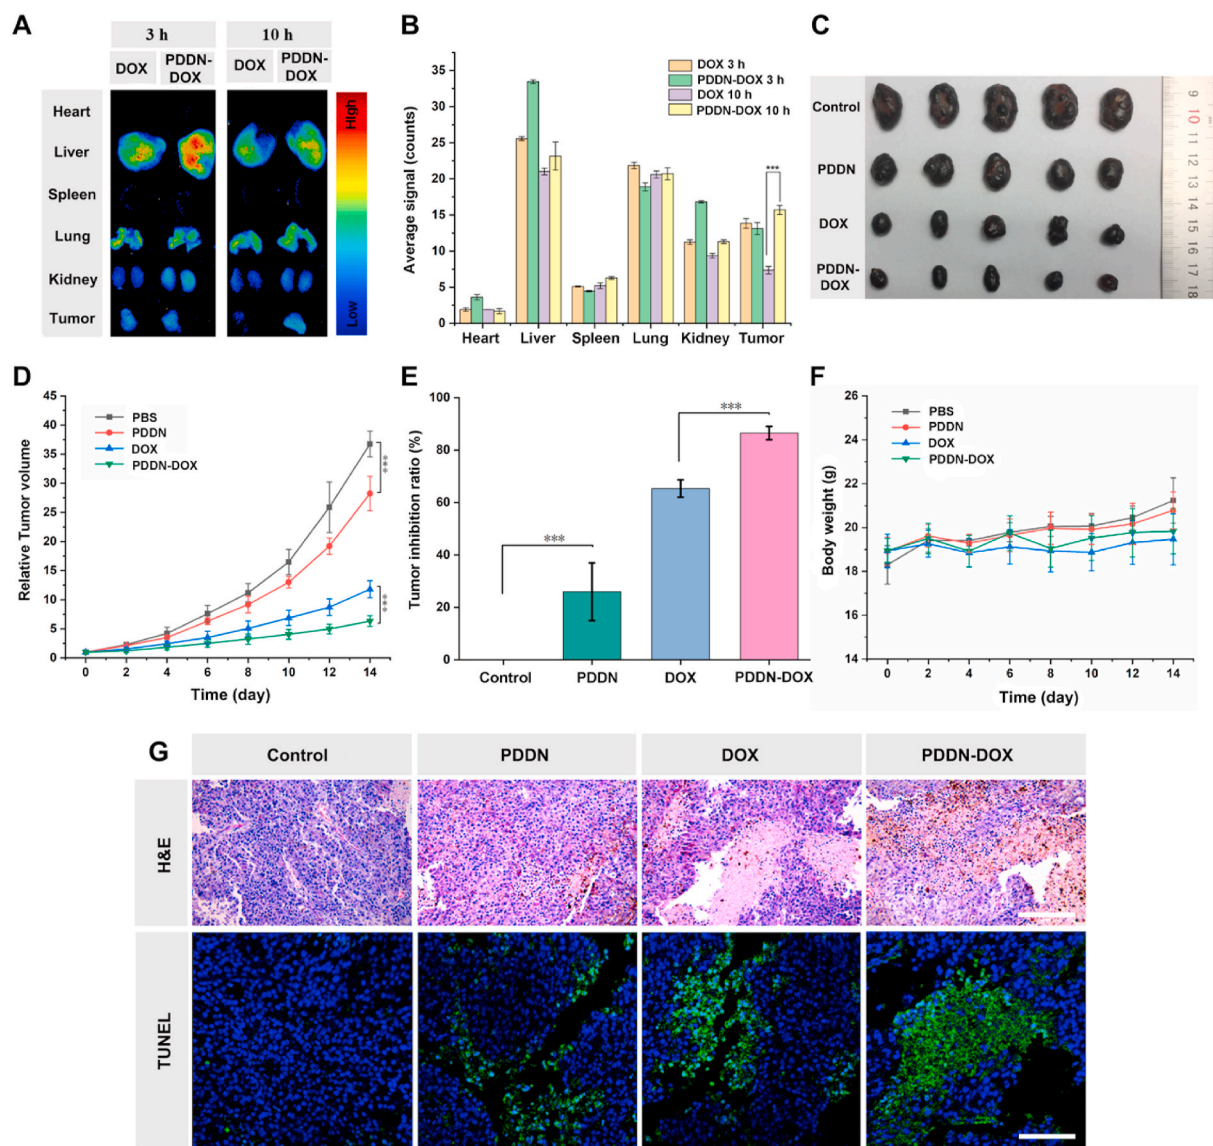 A
3 h
10 h
DOX
PDDN-
DOX
DOX
PDDN-
DOX
Heart
Liver
Spleen
Lung
Kidney
Tumor
High
Low
B
Average signal (counts)
35
30
25
20
15
10
5
0
DOX 3 h
PDDN-DOX 3 h
DOX 10 h
PDDN-DOX 10 h
***
Heart
Liver
Spleen
Lung
Kidney
Tumor
C
Control
PDDN
DOX
PDDN-
DOX
9
10
11
12
13
14
15
16
17
18
D
Relative Tumor volume
45
40
35
30
25
20
15
10
5
0
PBS
PDDN
DOX
PDDN-DOX
***
***
0 2 4 6 8 10 12 14
Time (day)
E
Tumor inhibition ratio (%)
100
80
60
40
20
0
***
***
Control
PDDN
DOX
PDDN-DOX
F
Body weight (g)
26
24
22
20
18
16
14
PBS
PDDN
DOX
PDDN-DOX
0 2 4 6 8 10 12 14
Time (day)
G
Control
PDDN
DOX
PDDN-DOX
H&E
TUNEL